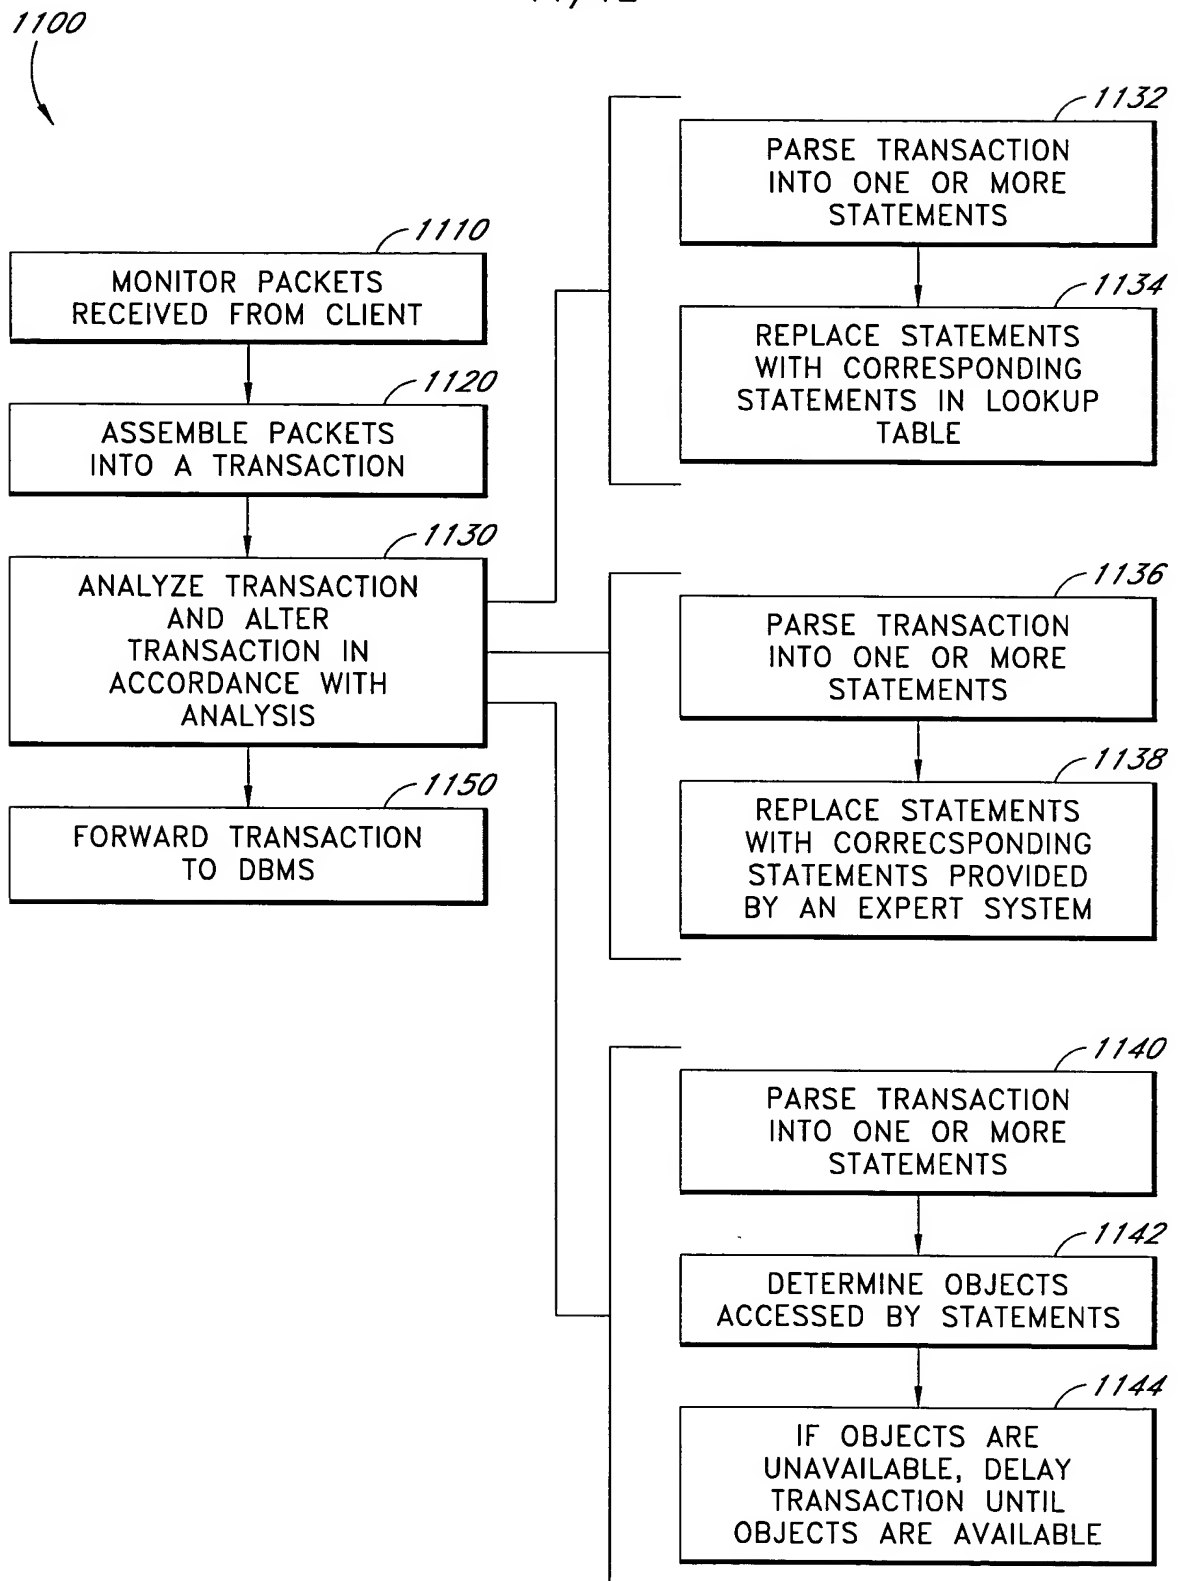 1100
1110
MONITOR PACKETS
RECEIVED FROM CLIENT
1120
ASSEMBLE PACKETS
INTO A TRANSACTION
1130
ANALYZE TRANSACTION
AND ALTER
TRANSACTION IN
ACCORDANCE WITH
ANALYSIS
1150
FORWARD TRANSACTION
TO DBMS
1132
PARSE TRANSACTION
INTO ONE OR MORE
STATEMENTS
1134
REPLACE STATEMENTS
WITH CORRESPONDING
STATEMENTS IN LOOKUP
TABLE
1136
PARSE TRANSACTION
INTO ONE OR MORE
STATEMENTS
1138
REPLACE STATEMENTS
WITH CORRECSPONDING
STATEMENTS PROVIDED
BY AN EXPERT SYSTEM
1140
PARSE TRANSACTION
INTO ONE OR MORE
STATEMENTS
1142
DETERMINE OBJECTS
ACCESSED BY STATEMENTS
1144
IF OBJECTS ARE
UNAVAILABLE, DELAY
TRANSACTION UNTIL
OBJECTS ARE AVAILABLE